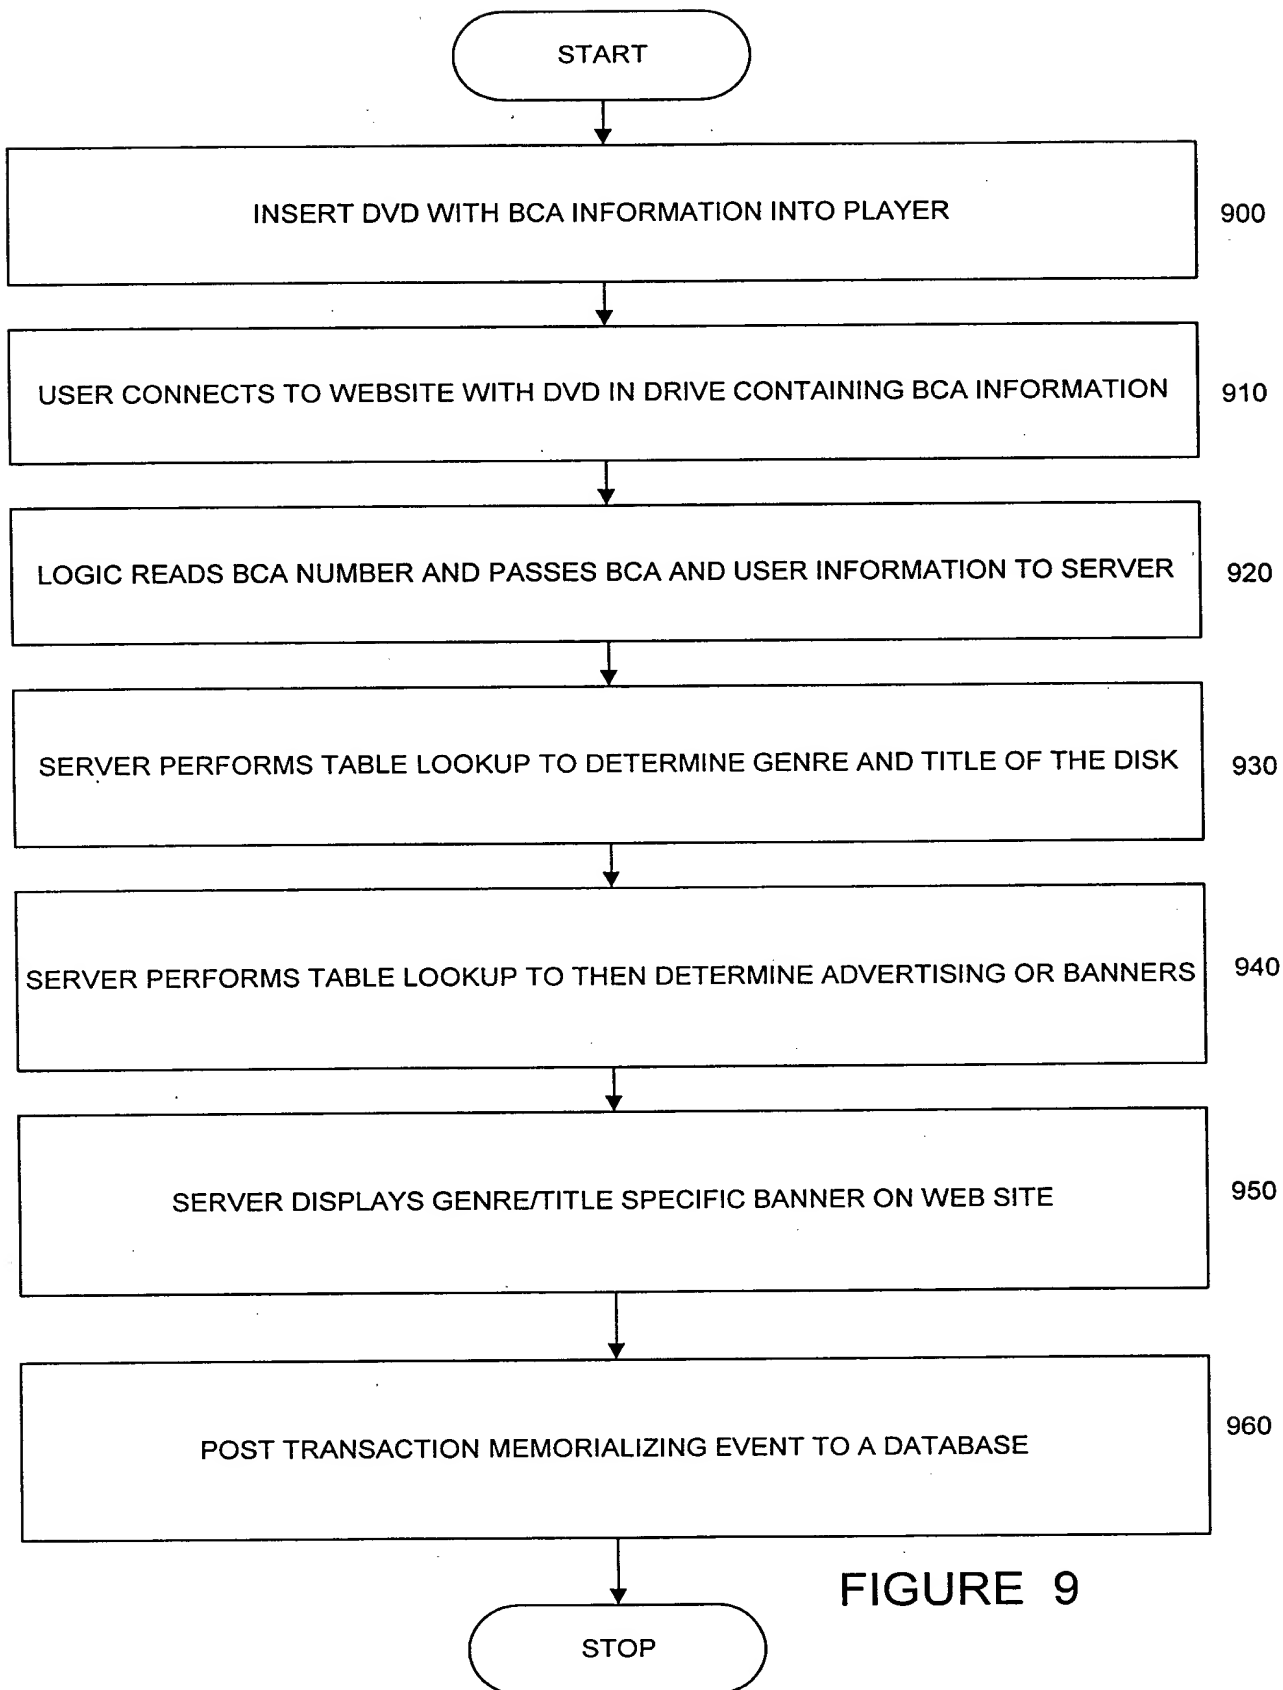 START
INSERT DVD WITH BCA INFORMATION INTO PLAYER
900
USER CONNECTS TO WEBSITE WITH DVD IN DRIVE CONTAINING BCA INFORMATION
910
LOGIC READS BCA NUMBER AND PASSES BCA AND USER INFORMATION TO SERVER
920
SERVER PERFORMS TABLE LOOKUP TO DETERMINE GENRE AND TITLE OF THE DISK
930
SERVER PERFORMS TABLE LOOKUP TO THEN DETERMINE ADVERTISING OR BANNERS
940
SERVER DISPLAYS GENRE/TITLE SPECIFIC BANNER ON WEB SITE
950
POST TRANSACTION MEMORIALIZING EVENT TO A DATABASE
960
FIGURE 9
STOP